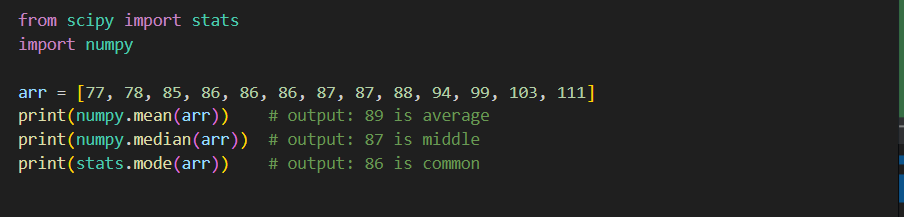 from scipy import stats
import numpy
arr = [77, 78, 85, 86, 86, 86, 87, 87, 88, 94, 99, 103, 111]
print(numpy.mean(arr))    # output: 89 is average
print(numpy.median(arr))  # output: 87 is middle
print(stats.mode(arr))    # output: 86 is common